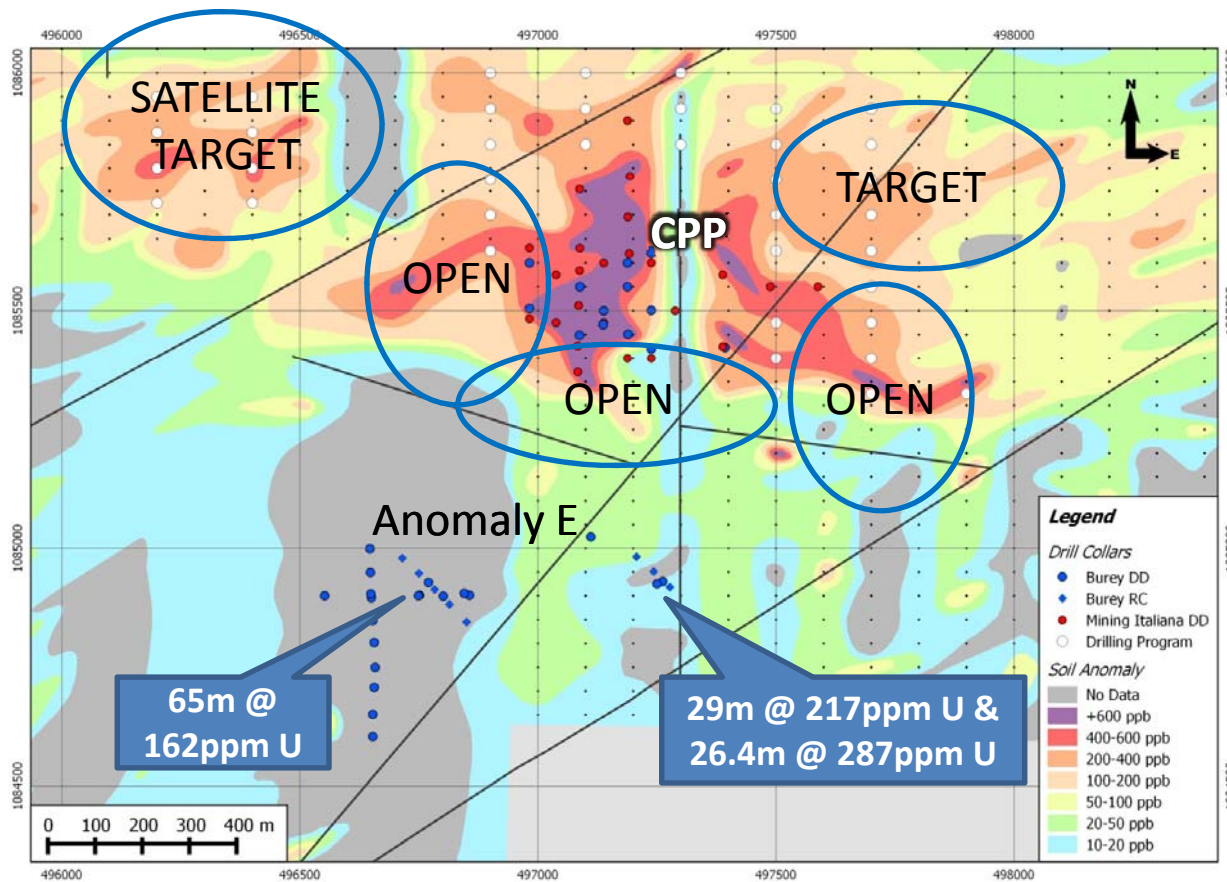 496000
496500
497000
497500
498000
1086000
1085500
1085000
1084500
SATELLITE
TARGET
N
E
TARGET
CPP
OPEN
OPEN
OPEN
Anomaly E
65m @
162ppm U
29m @ 217ppm U &
26.4m @ 287ppm U
Legend
Drill Collars
Burey DD
Burey RC
Mining Italiana DD
Drilling Program
Soil Anomaly
No Data
+600 ppb
400-600 ppb
200-400 ppb
100-200 ppb
50-100 ppb
20-50 ppb
10-20 ppb
0 100 200 300 400 m
496000
496500
497000
497500
498000